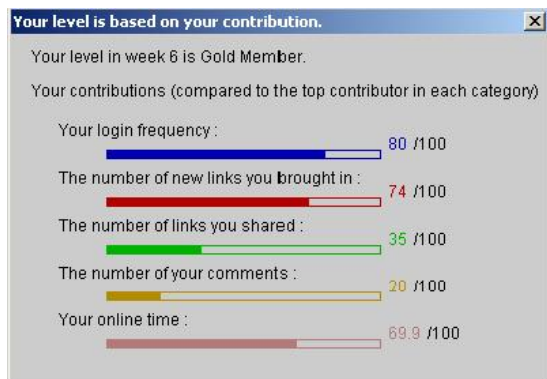 Your level is based on your contribution.
Your level in week 6 is Gold Member.
Your contributions (compared to the top contributor in each category)
Your login frequency :
80 /100
The number of new links you brought in :
74 /100
The number of links you shared :
35 /100
The number of your comments :
20 /100
Your online time :
69.9 /100